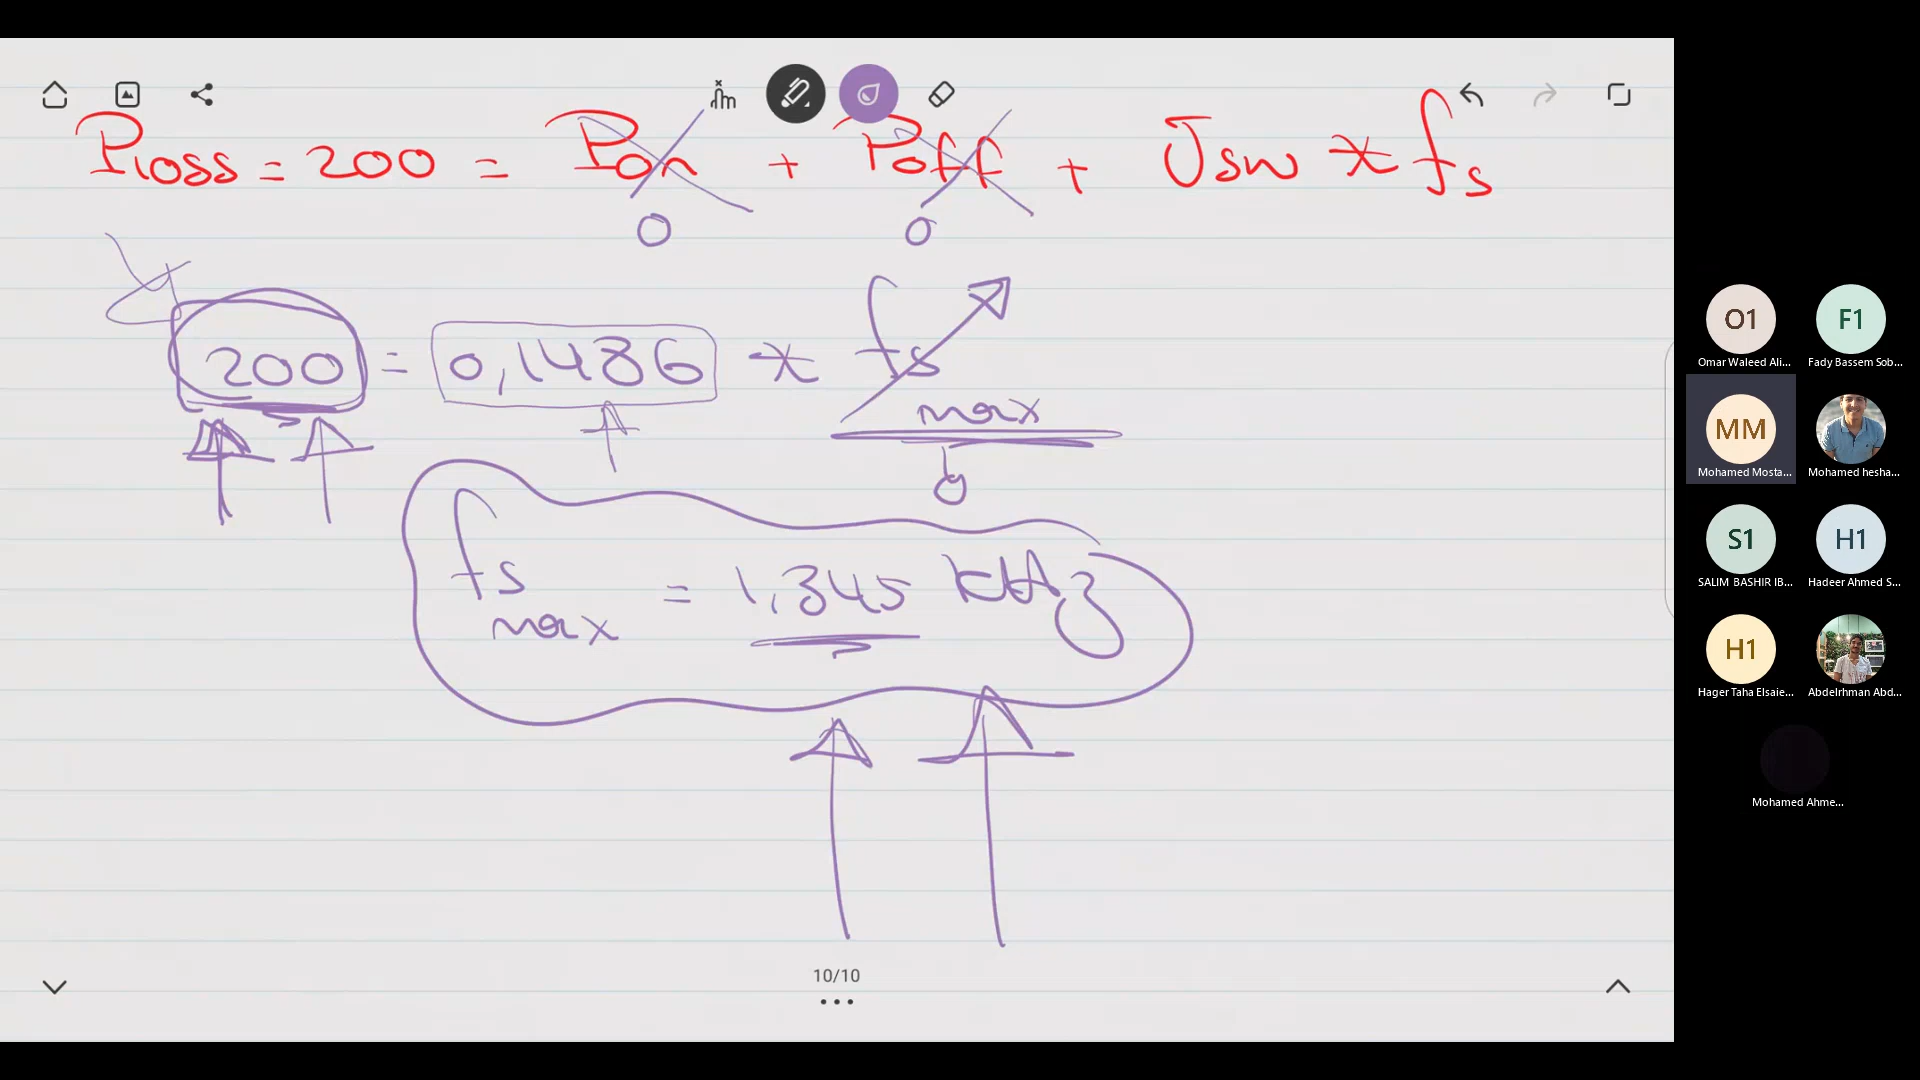 Ploss = 200 = Pon + Poff + Jsw * fs
0 0
200 = 0,1486 * fs
max
fs = 1,345 kHz
max
10/10
O1 F1
Omar Waleed Ali... Fady Bassem Sob...
MM
Mohamed Mosta... Mohamed hesha...
S1 H1
SALIM BASHIR IB... Hadeer Ahmed S...
H1
Hager Taha Elsaie... Abdelrhman Abd...
Mohamed Ahme...